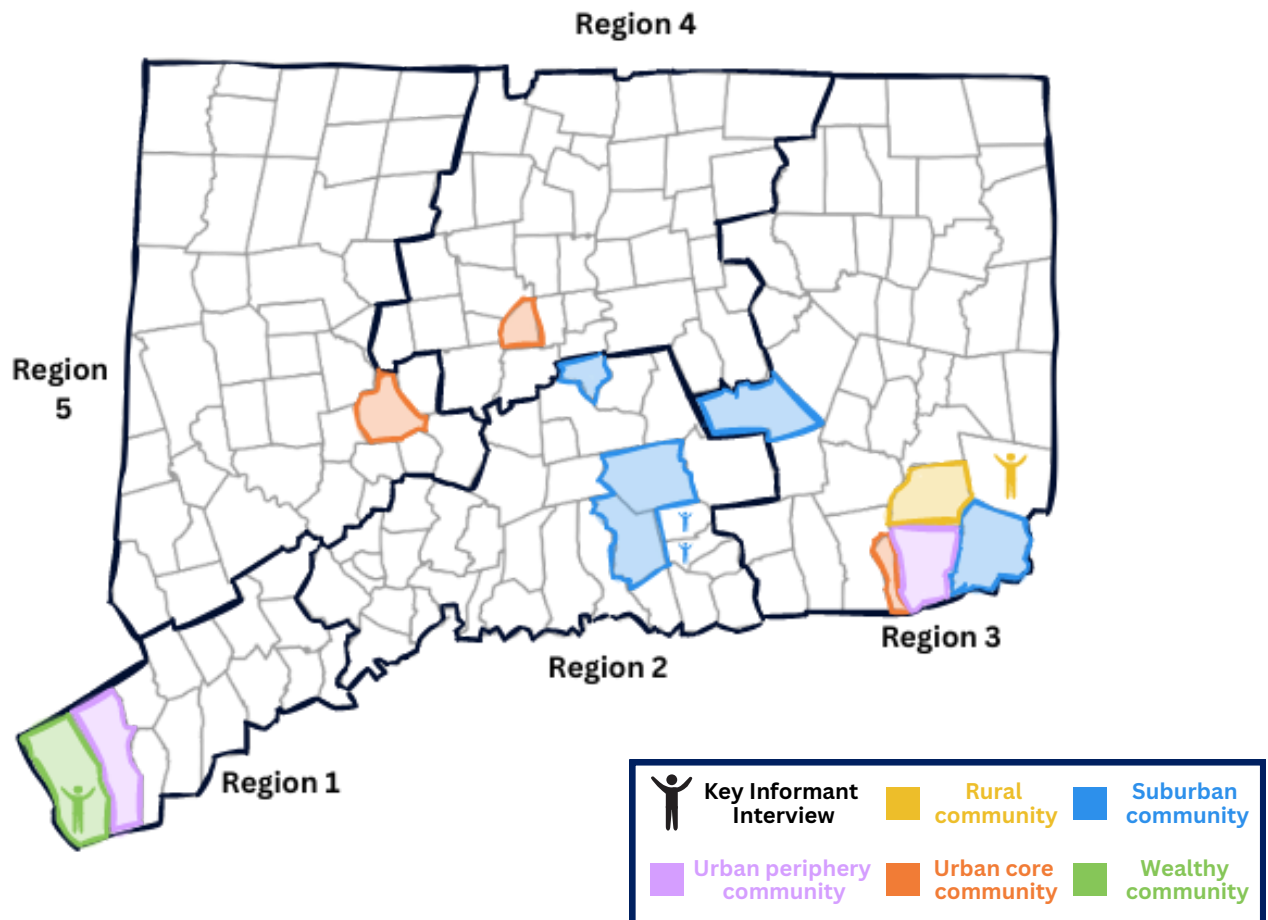 Region 4
Region
5
Region 3
Region 2
Region 1
Key Informant
Interview
Rural
community
Suburban
community
Urban periphery
community
Urban core
community
Wealthy
community